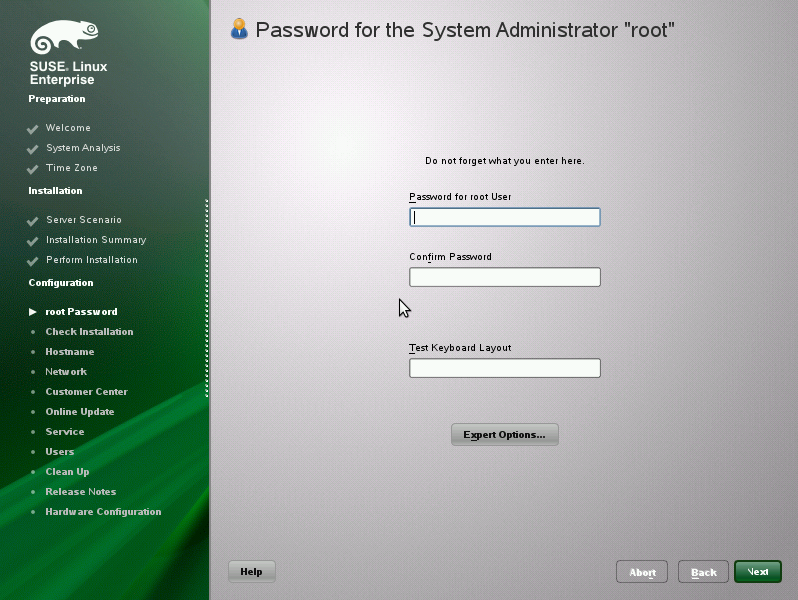 SUSE. Linux
Enterprise
Preparation
Welcome
System Analysis
Time Zone
Installation
Server Scenario
Installation Summary
Perform Installation
Configuration
root Password
Check Installation
Hostname
Network
Customer Center
Online Update
Service
Users
Clean Up
Release Notes
Hardware Configuration
Password for the System Administrator "root"
Do not forget what you enter here.
Password for root User
Confirm Password
Test Keyboard Layout
Expert Options...
Help
Abort
Back
Next